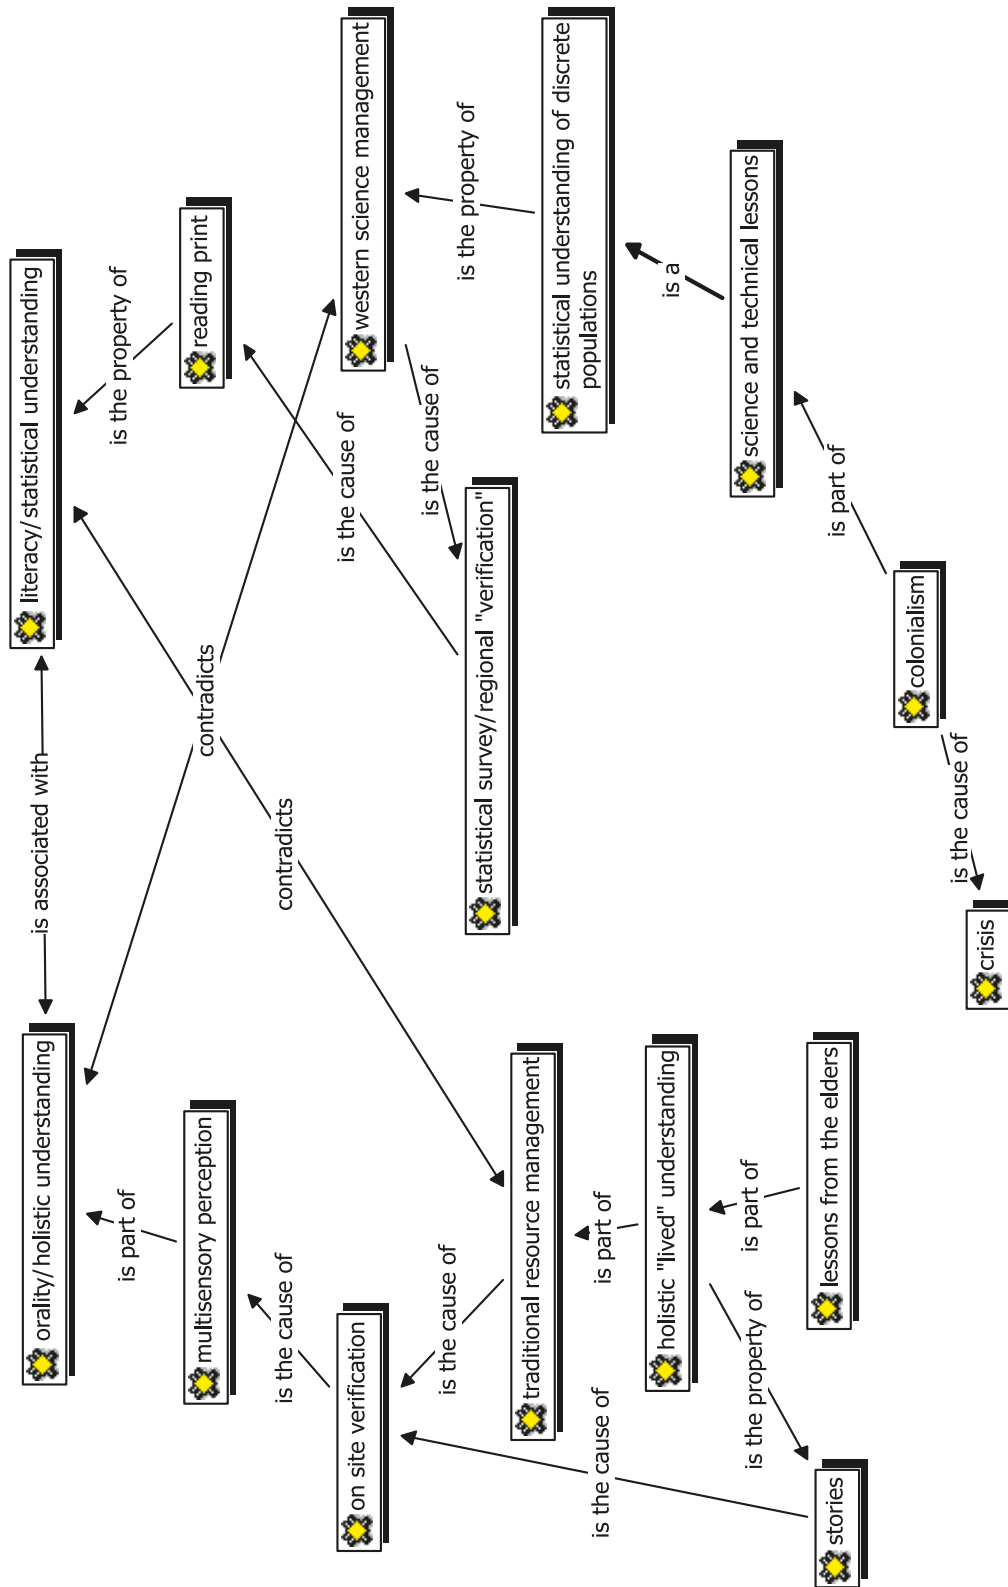 orality/holistic understanding
is associated with
literacy/statistical understanding
is part of
is the property of
multisensory perception
reading print
is the cause of
contradicts
is the cause of
on site verification
western science management
is the cause of
contradicts
is the cause of
is the property of
traditional resource management
statistical survey/regional "verification"
statistical understanding of discrete
populations
is the cause of
is part of
is a
holistic "lived" understanding
science and technical lessons
is the property of
is part of
is part of
stories
lessons from the elders
colonialism
is the cause of
crisis